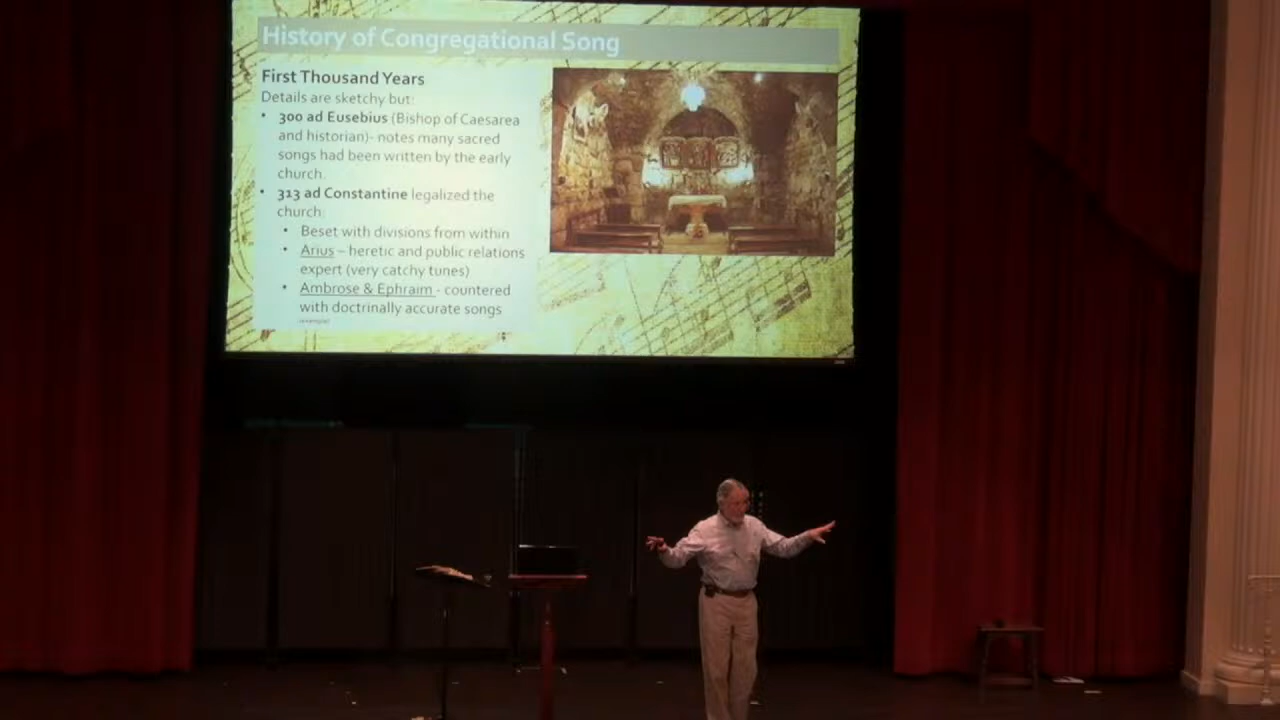 History of Congregational Song
First Thousand Years
Details are sketchy but:
• 300 ad Eusebius (Bishop of Caesarea
and historian)- notes many sacred
songs had been written by the early
church.
• 313 ad Constantine legalized the
church:
• Beset with divisions from within
• Arius – heretic and public relations
expert (very catchy tunes)
• Ambrose & Ephraim - countered
with doctrinally accurate songs